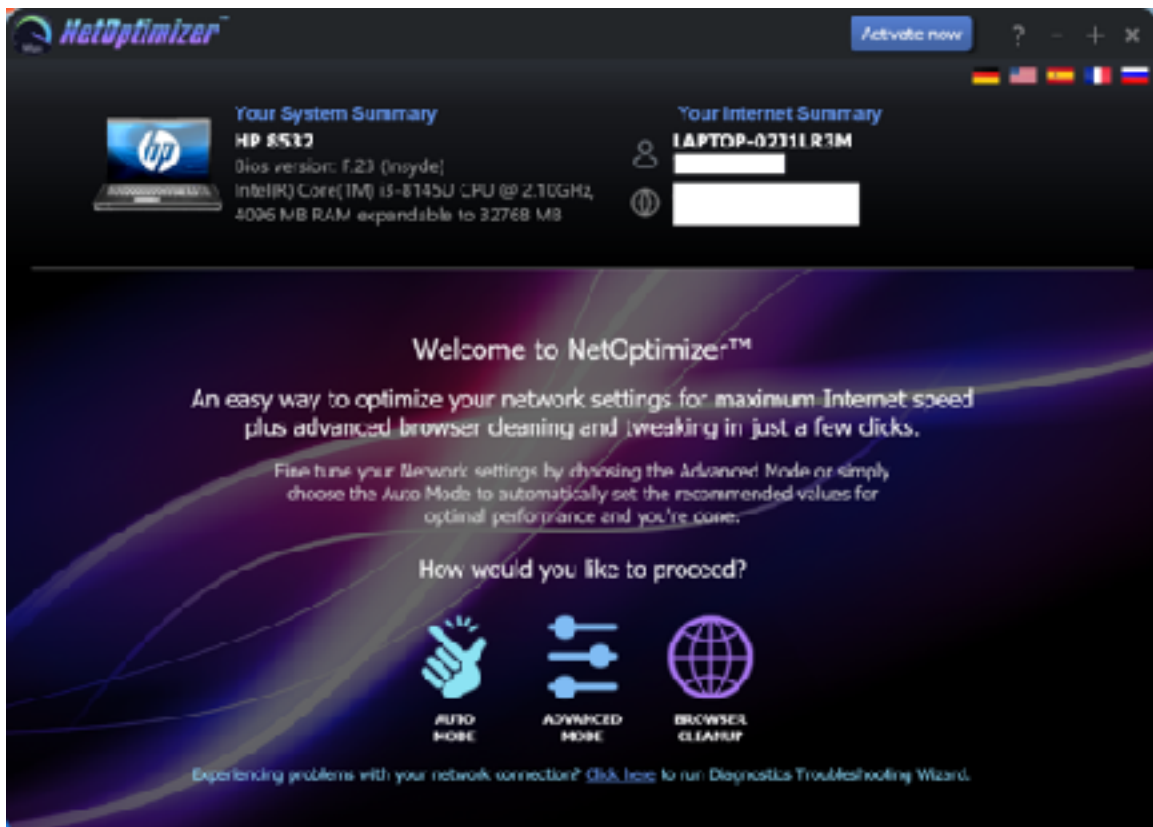 NetOptimizer™
Activate now
? - + ×
Your System Summary
HP 8532
Bios version: F.23 (Insyde)
Intel(R) Core(TM) i3-8145U CPU @ 2.10GHz,
4096 MB RAM expandable to 32768 MB
Your Internet Summary
hp
Welcome to NetOptimizer™
An easy way to optimize your network settings for maximum Internet speed
plus advanced browser cleaning and tweaking in just a few clicks.
Fine tune your Network settings by choosing the Advanced Mode or simply
choose the Auto Mode to automatically set the recommended values for
optimal performance and you're done.
How would you like to proceed?
AUTO
MODE
ADVANCED
MODE
BROWSER
CLEANUP
Experiencing problems with your network connection? Click here to run Diagnostics Troubleshooting Wizard.